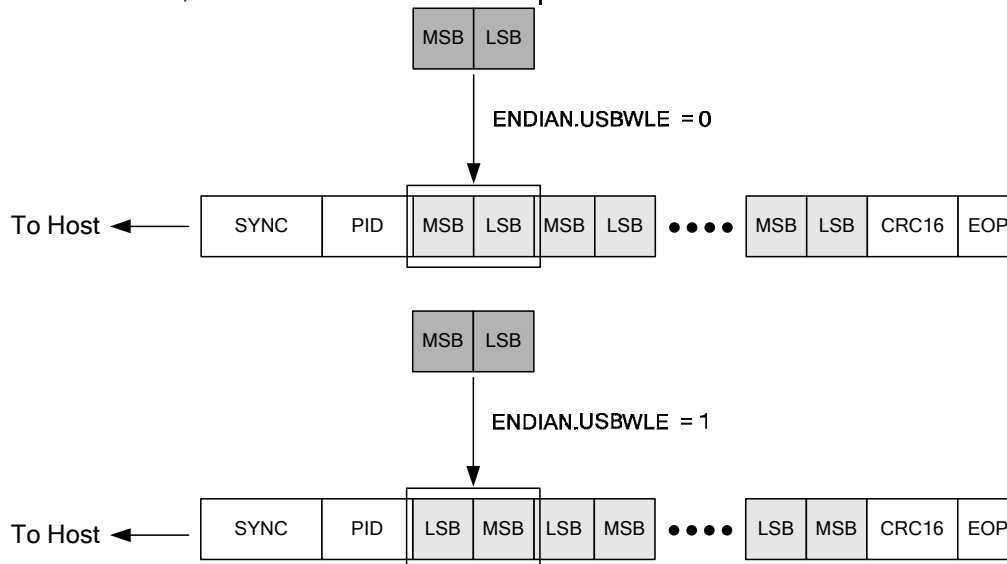 MSB LSB
ENDIAN.USBWLE = 0
To Host SYNC PID MSB LSB MSB LSB •••• MSB LSB CRC16 EOP
MSB LSB
ENDIAN.USBWLE = 1
To Host SYNC PID LSB MSB LSB MSB •••• LSB MSB CRC16 EOP